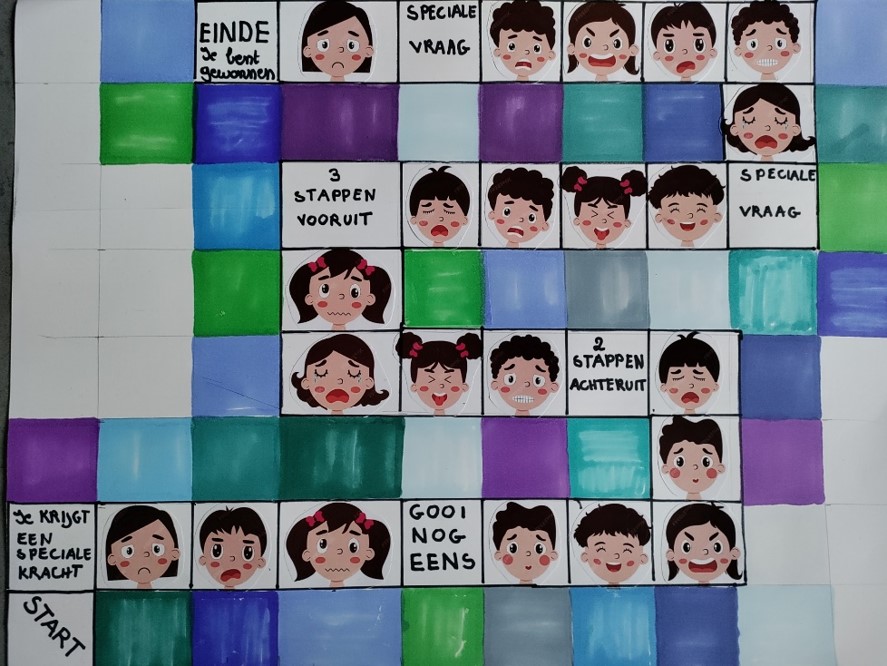 EINDE
Je bent
gewonnen
SPECIALE
VRAAG
3
STAPPEN
VOORUIT
SPECIALE
VRAAG
2
STAPPEN
ACHTERUIT
Je KRIJGT
EEN
SPECIALE
KRACHT
GOOI
NOG
EENS
START